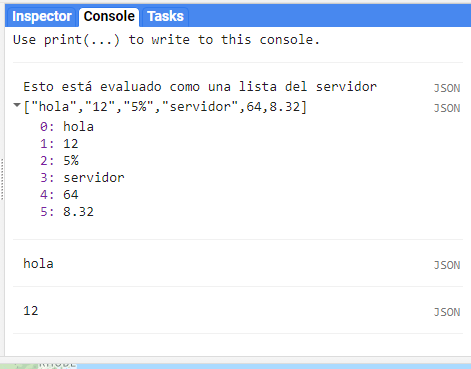 Inspector Console Tasks
Use print(...) to write to this console.
Esto está evaluado como una lista del servidor JSON
["hola","12","5%","servidor",64,8.32] JSON
0: hola
1: 12
2: 5%
3: servidor
4: 64
5: 8.32
hola JSON
12 JSON